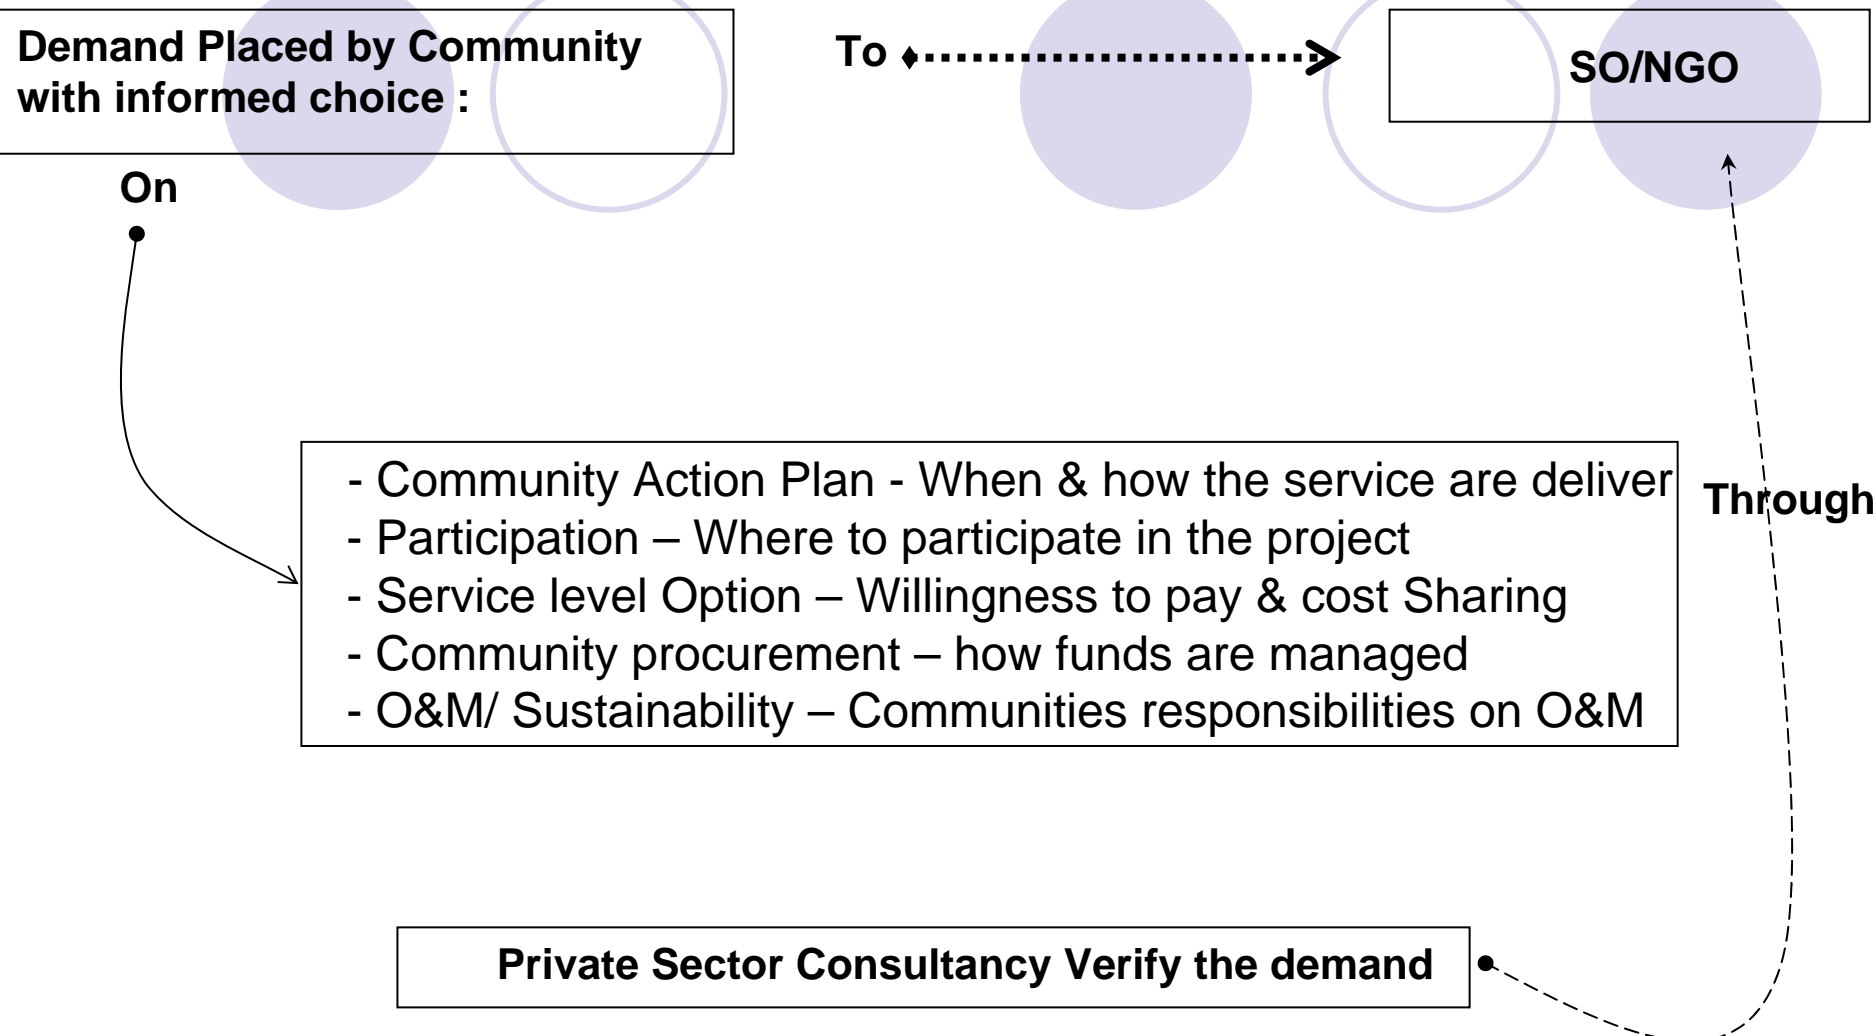 Demand Placed by Community
with informed choice :
To
SO/NGO
On
- Community Action Plan - When & how the service are deliver
- Participation – Where to participate in the project
- Service level Option – Willingness to pay & cost Sharing
- Community procurement – how funds are managed
- O&M/ Sustainability – Communities responsibilities on O&M
Through
Private Sector Consultancy Verify the demand